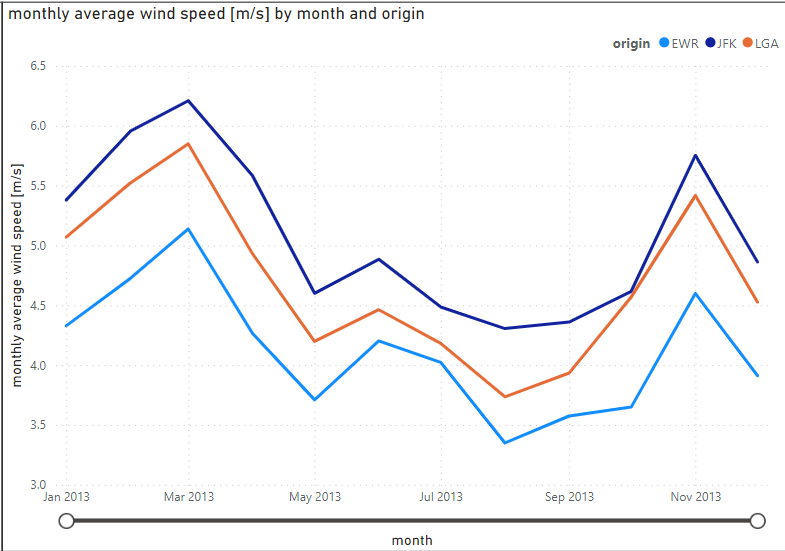 monthly average wind speed [m/s] by month and origin
origin EWR JFK LGA
monthly average wind speed [m/s]
6.5
6.0
5.5
5.0
4.5
4.0
3.5
3.0
Jan 2013 Mar 2013 May 2013 Jul 2013 Sep 2013 Nov 2013
month